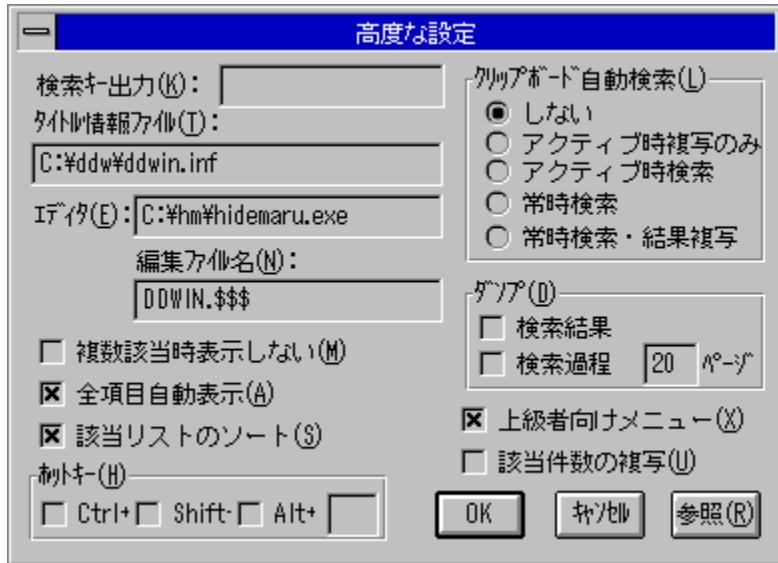 高度な設定
検索ｷｰ出力(K):
ﾀｲﾄﾙ情報ﾌｧｲﾙ(T):
C:¥ddw¥ddwin.inf
ｴﾃﾞｨﾀ(E):
C:¥hm¥hidemaru.exe
編集ﾌｧｲﾙ名(N):
DDWIN.$$$
複数該当時表示しない(M)
全項目自動表示(A)
該当リストのソート(S)
ﾎｯﾄｷｰ(H)
Ctrl+ Shift- Alt+
ｸﾘｯﾌﾟﾎﾞｰﾄﾞ自動検索(L)
しない
アクティブ時複写のみ
アクティブ時検索
常時検索
常時検索・結果複写
ﾀﾞﾝﾌﾟ(D)
検索結果
検索過程 20 ﾍﾟｰｼﾞ
上級者向けメニュー(X)
該当件数の複写(U)
OK ｷｬﾝｾﾙ 参照(R)